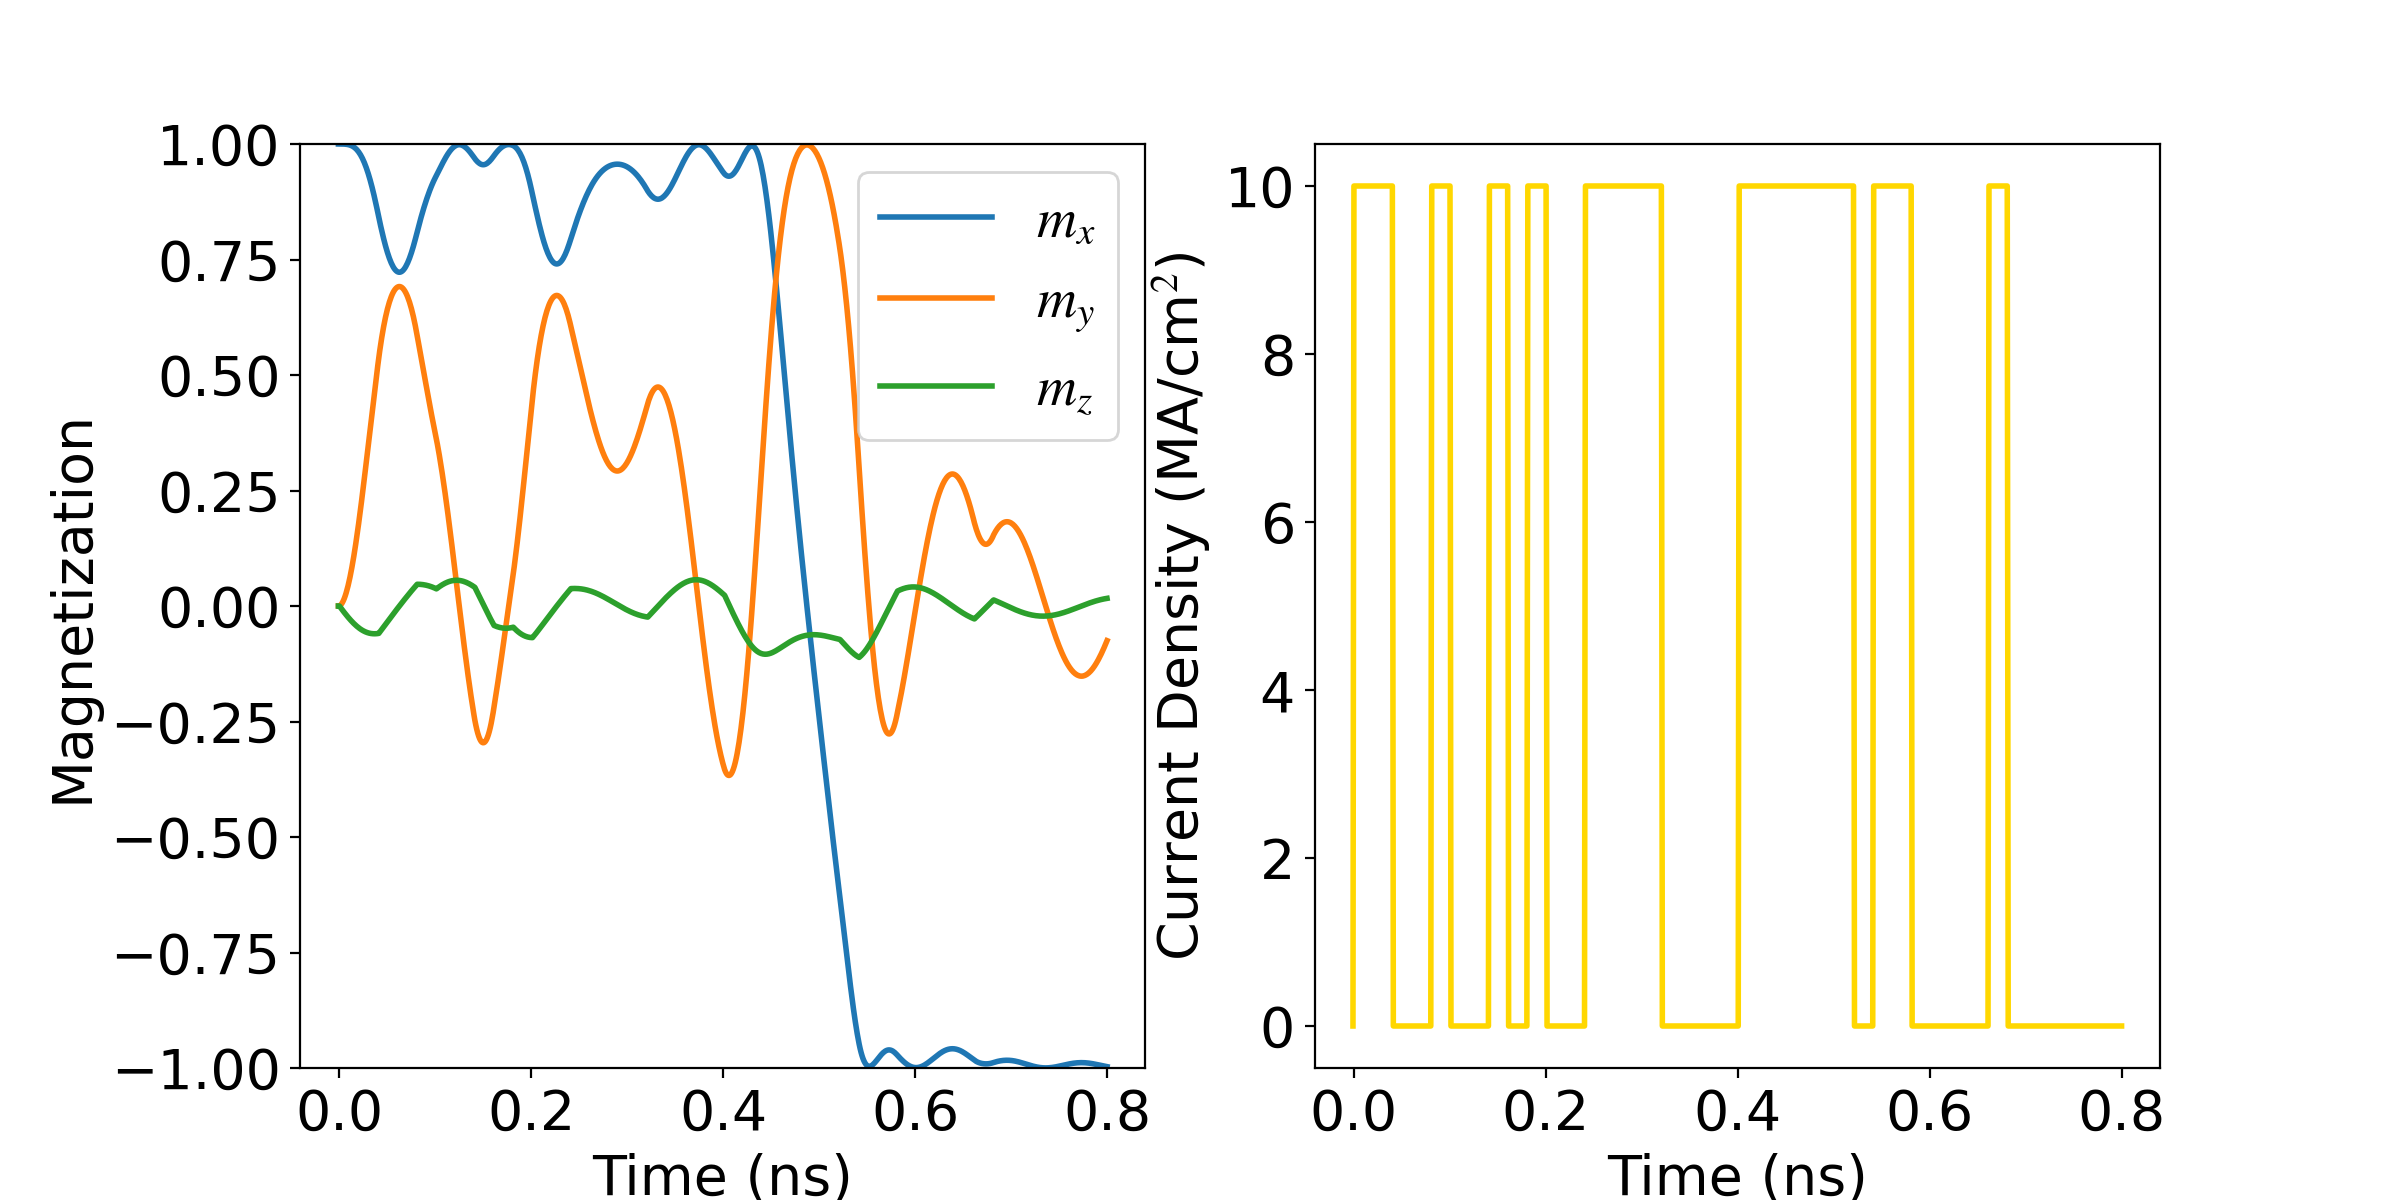 1.00
0.75
0.50
0.25
0.00
−0.25
−0.50
−0.75
−1.00
0.0 0.2 0.4 0.6 0.8
Time (ns)
Magnetization
m_x
m_y
m_z
10
8
6
4
2
0
0.0 0.2 0.4 0.6 0.8
Time (ns)
Current Density (MA/cm²)